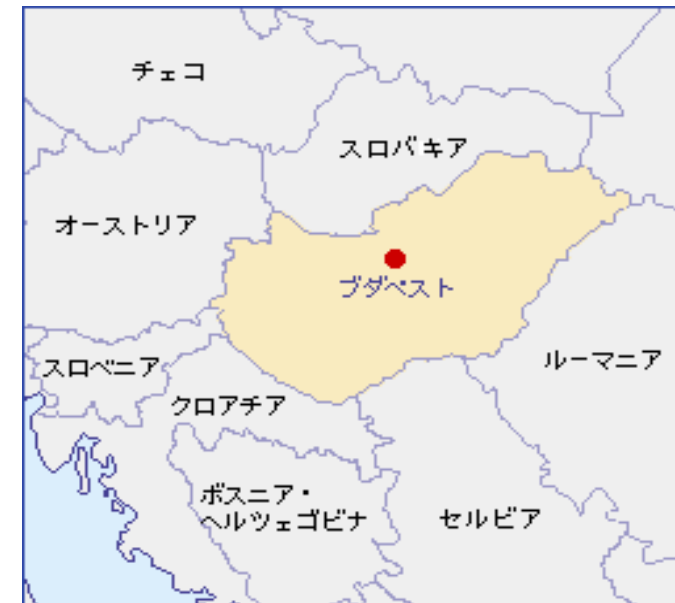 チェコ
スロバキア
オーストリア
ブダペスト
スロベニア
ルーマニア
クロアチア
ボスニア・
ヘルツェゴビナ
セルビア